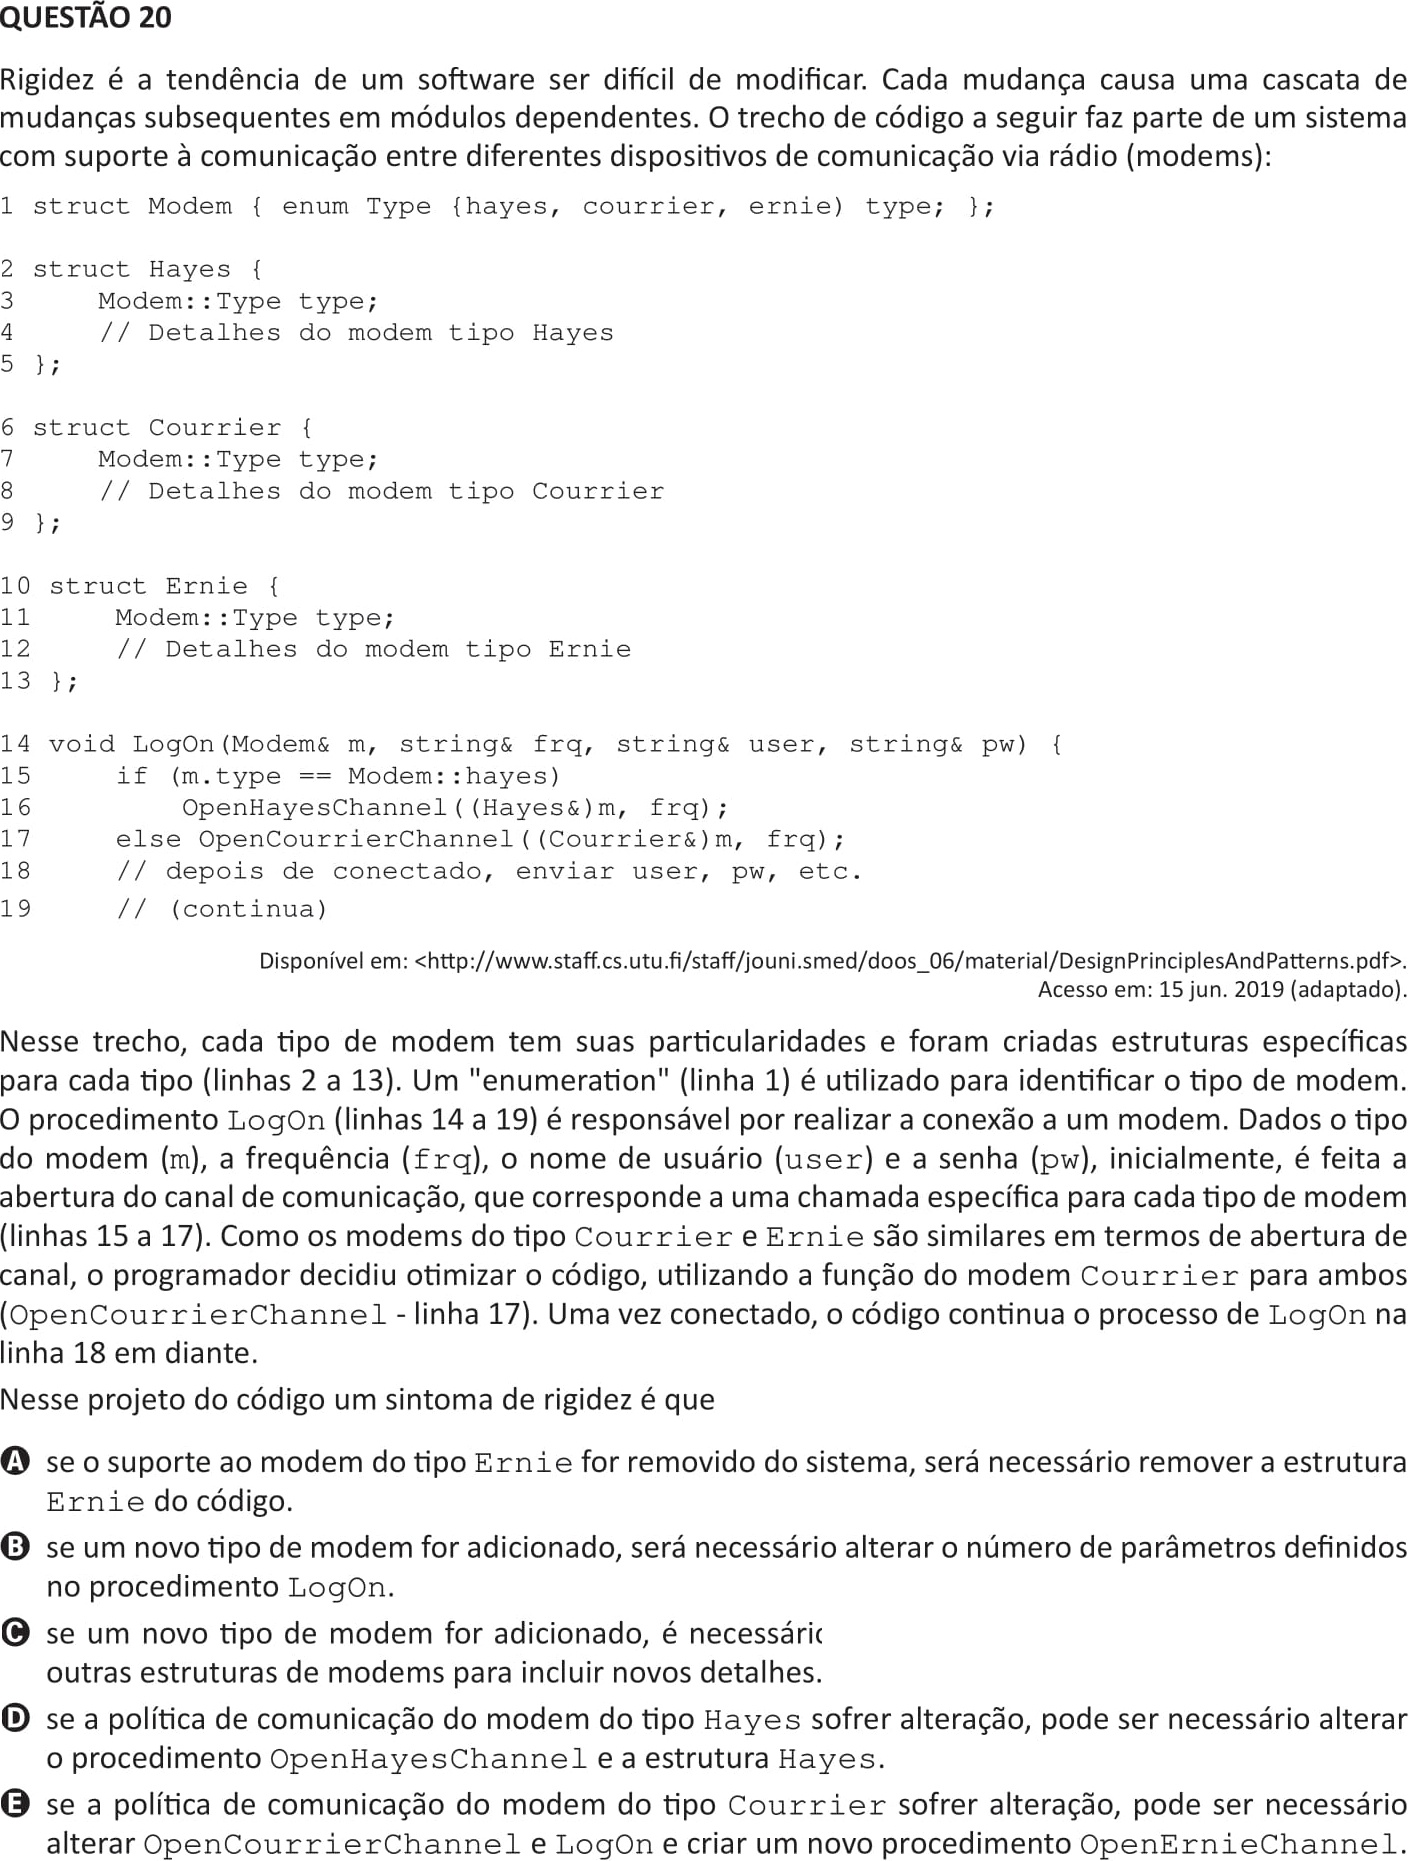 QUESTÃO 20
Rigidez é a tendência de um software ser difícil de modificar. Cada mudança causa uma cascata de
mudanças subsequentes em módulos dependentes. O trecho de código a seguir faz parte de um sistema
com suporte à comunicação entre diferentes dispositivos de comunicação via rádio (modems):
1 struct Modem { enum Type {hayes, courrier, ernie) type; };
2 struct Hayes {
3     Modem::Type type;
4     // Detalhes do modem tipo Hayes
5 };
6 struct Courrier {
7     Modem::Type type;
8     // Detalhes do modem tipo Courrier
9 };
10 struct Ernie {
11     Modem::Type type;
12     // Detalhes do modem tipo Ernie
13 };
14 void LogOn(Modem& m, string& frq, string& user, string& pw) {
15     if (m.type == Modem::hayes)
16         OpenHayesChannel((Hayes&)m, frq);
17     else OpenCourrierChannel((Courrier&)m, frq);
18     // depois de conectado, enviar user, pw, etc.
19     // (continua)
Disponível em: <http://www.staff.cs.utu.fi/staff/jouni.smed/doos_06/material/DesignPrinciplesAndPatterns.pdf>.
Acesso em: 15 jun. 2019 (adaptado).
Nesse trecho, cada tipo de modem tem suas particularidades e foram criadas estruturas específicas
para cada tipo (linhas 2 a 13). Um "enumeration" (linha 1) é utilizado para identificar o tipo de modem.
O procedimento LogOn (linhas 14 a 19) é responsável por realizar a conexão a um modem. Dados o tipo
do modem (m), a frequência (frq), o nome de usuário (user) e a senha (pw), inicialmente, é feita a
abertura do canal de comunicação, que corresponde a uma chamada específica para cada tipo de modem
(linhas 15 a 17). Como os modems do tipo Courrier e Ernie são similares em termos de abertura de
canal, o programador decidiu otimizar o código, utilizando a função do modem Courrier para ambos
(OpenCourrierChannel - linha 17). Uma vez conectado, o código continua o processo de LogOn na
linha 18 em diante.
Nesse projeto do código um sintoma de rigidez é que
A se o suporte ao modem do tipo Ernie for removido do sistema, será necessário remover a estrutura
Ernie do código.
B se um novo tipo de modem for adicionado, será necessário alterar o número de parâmetros definidos
no procedimento LogOn.
C se um novo tipo de modem for adicionado, é
outras estruturas de modems para incluir novos detalhes.
D se a política de comunicação do modem do tipo Hayes sofrer alteração, pode ser necessário alterar
o procedimento OpenHayesChannel e a estrutura Hayes.
E se a política de comunicação do modem do tipo Courrier sofrer alteração, pode ser necessário
alterar OpenCourrierChannel e LogOn e criar um novo procedimento OpenErnieChannel.